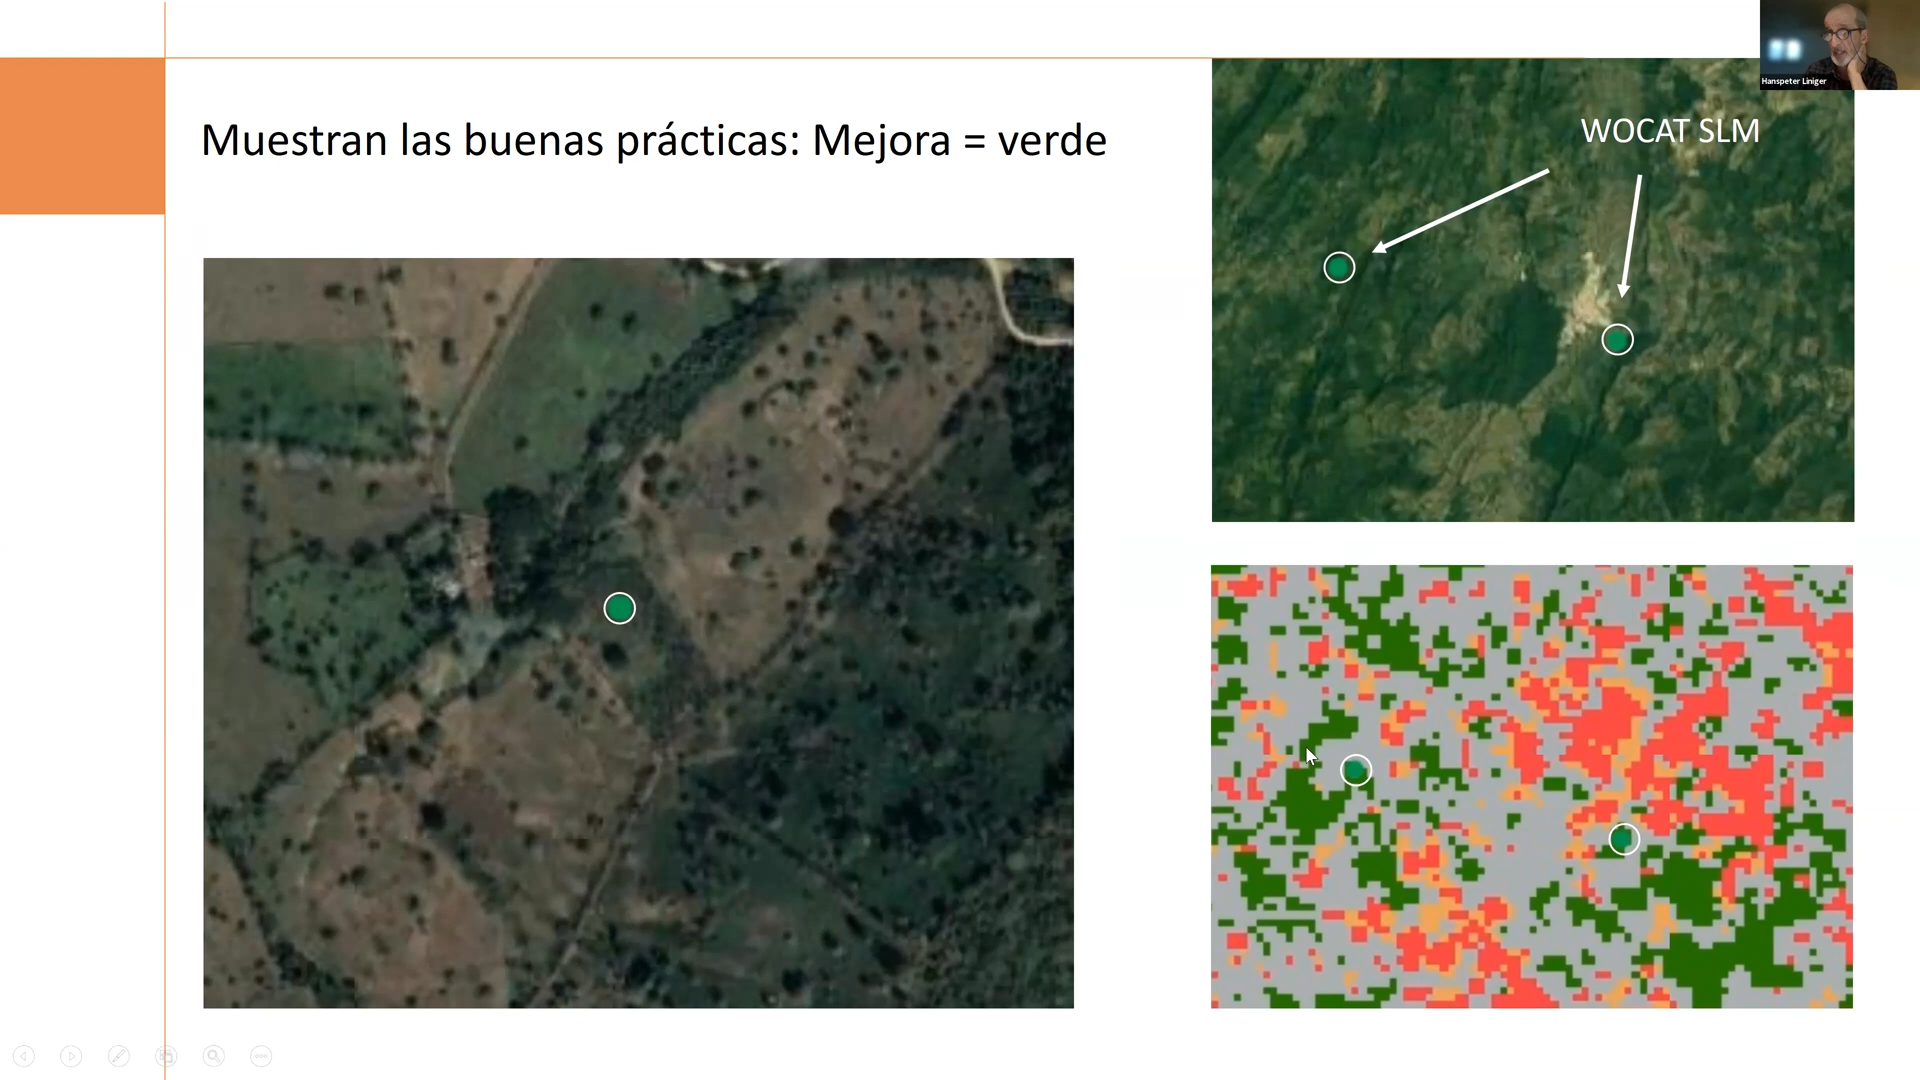 Hanspeter Liniger
Muestran las buenas prácticas: Mejora = verde
WOCAT SLM